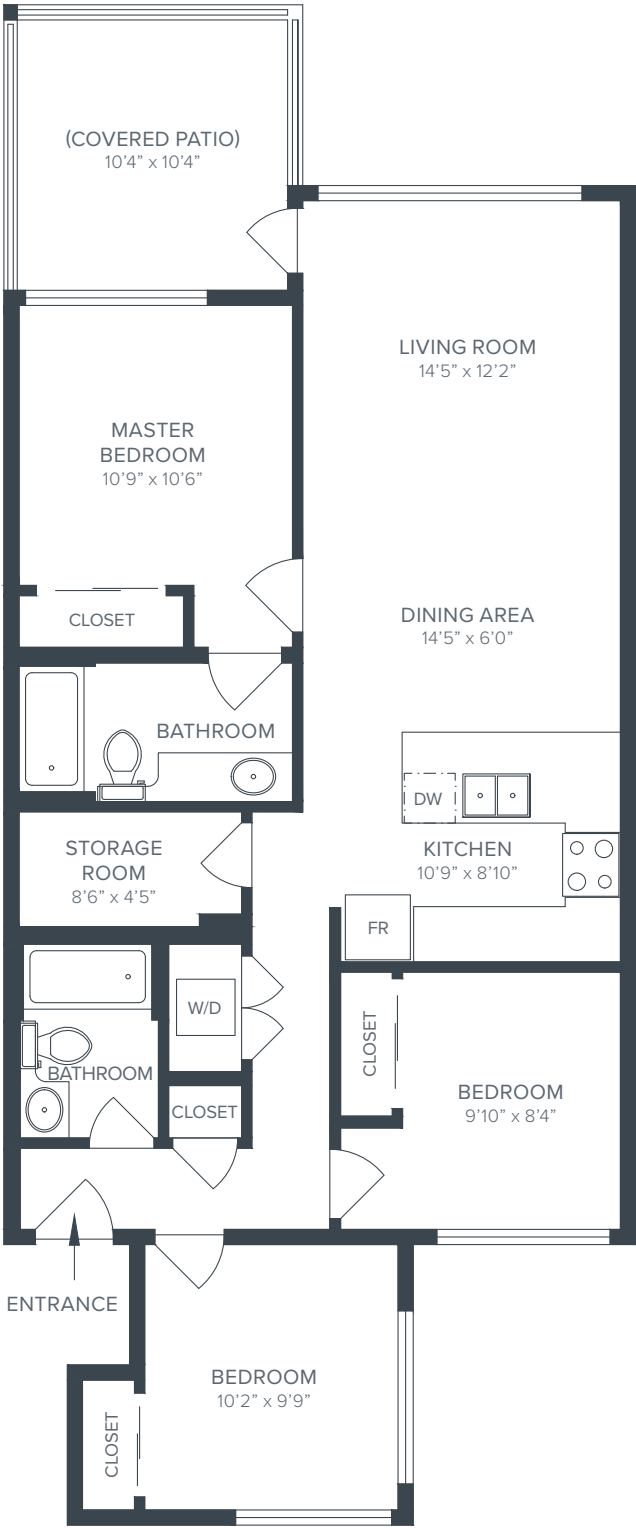 (COVERED PATIO)
10’4” x 10’4”
LIVING ROOM
14’5” x 12’2”
MASTER
BEDROOM
10’9” x 10’6”
CLOSET
DINING AREA
14’5” x 6’0”
BATHROOM
DW
STORAGE
ROOM
8’6” x 4’5”
KITCHEN
10’9” x 8’10”
FR
W/D
CLOSET
BATHROOM
CLOSET
BEDROOM
9’10” x 8’4”
ENTRANCE
BEDROOM
10’2” x 9’9”
CLOSET